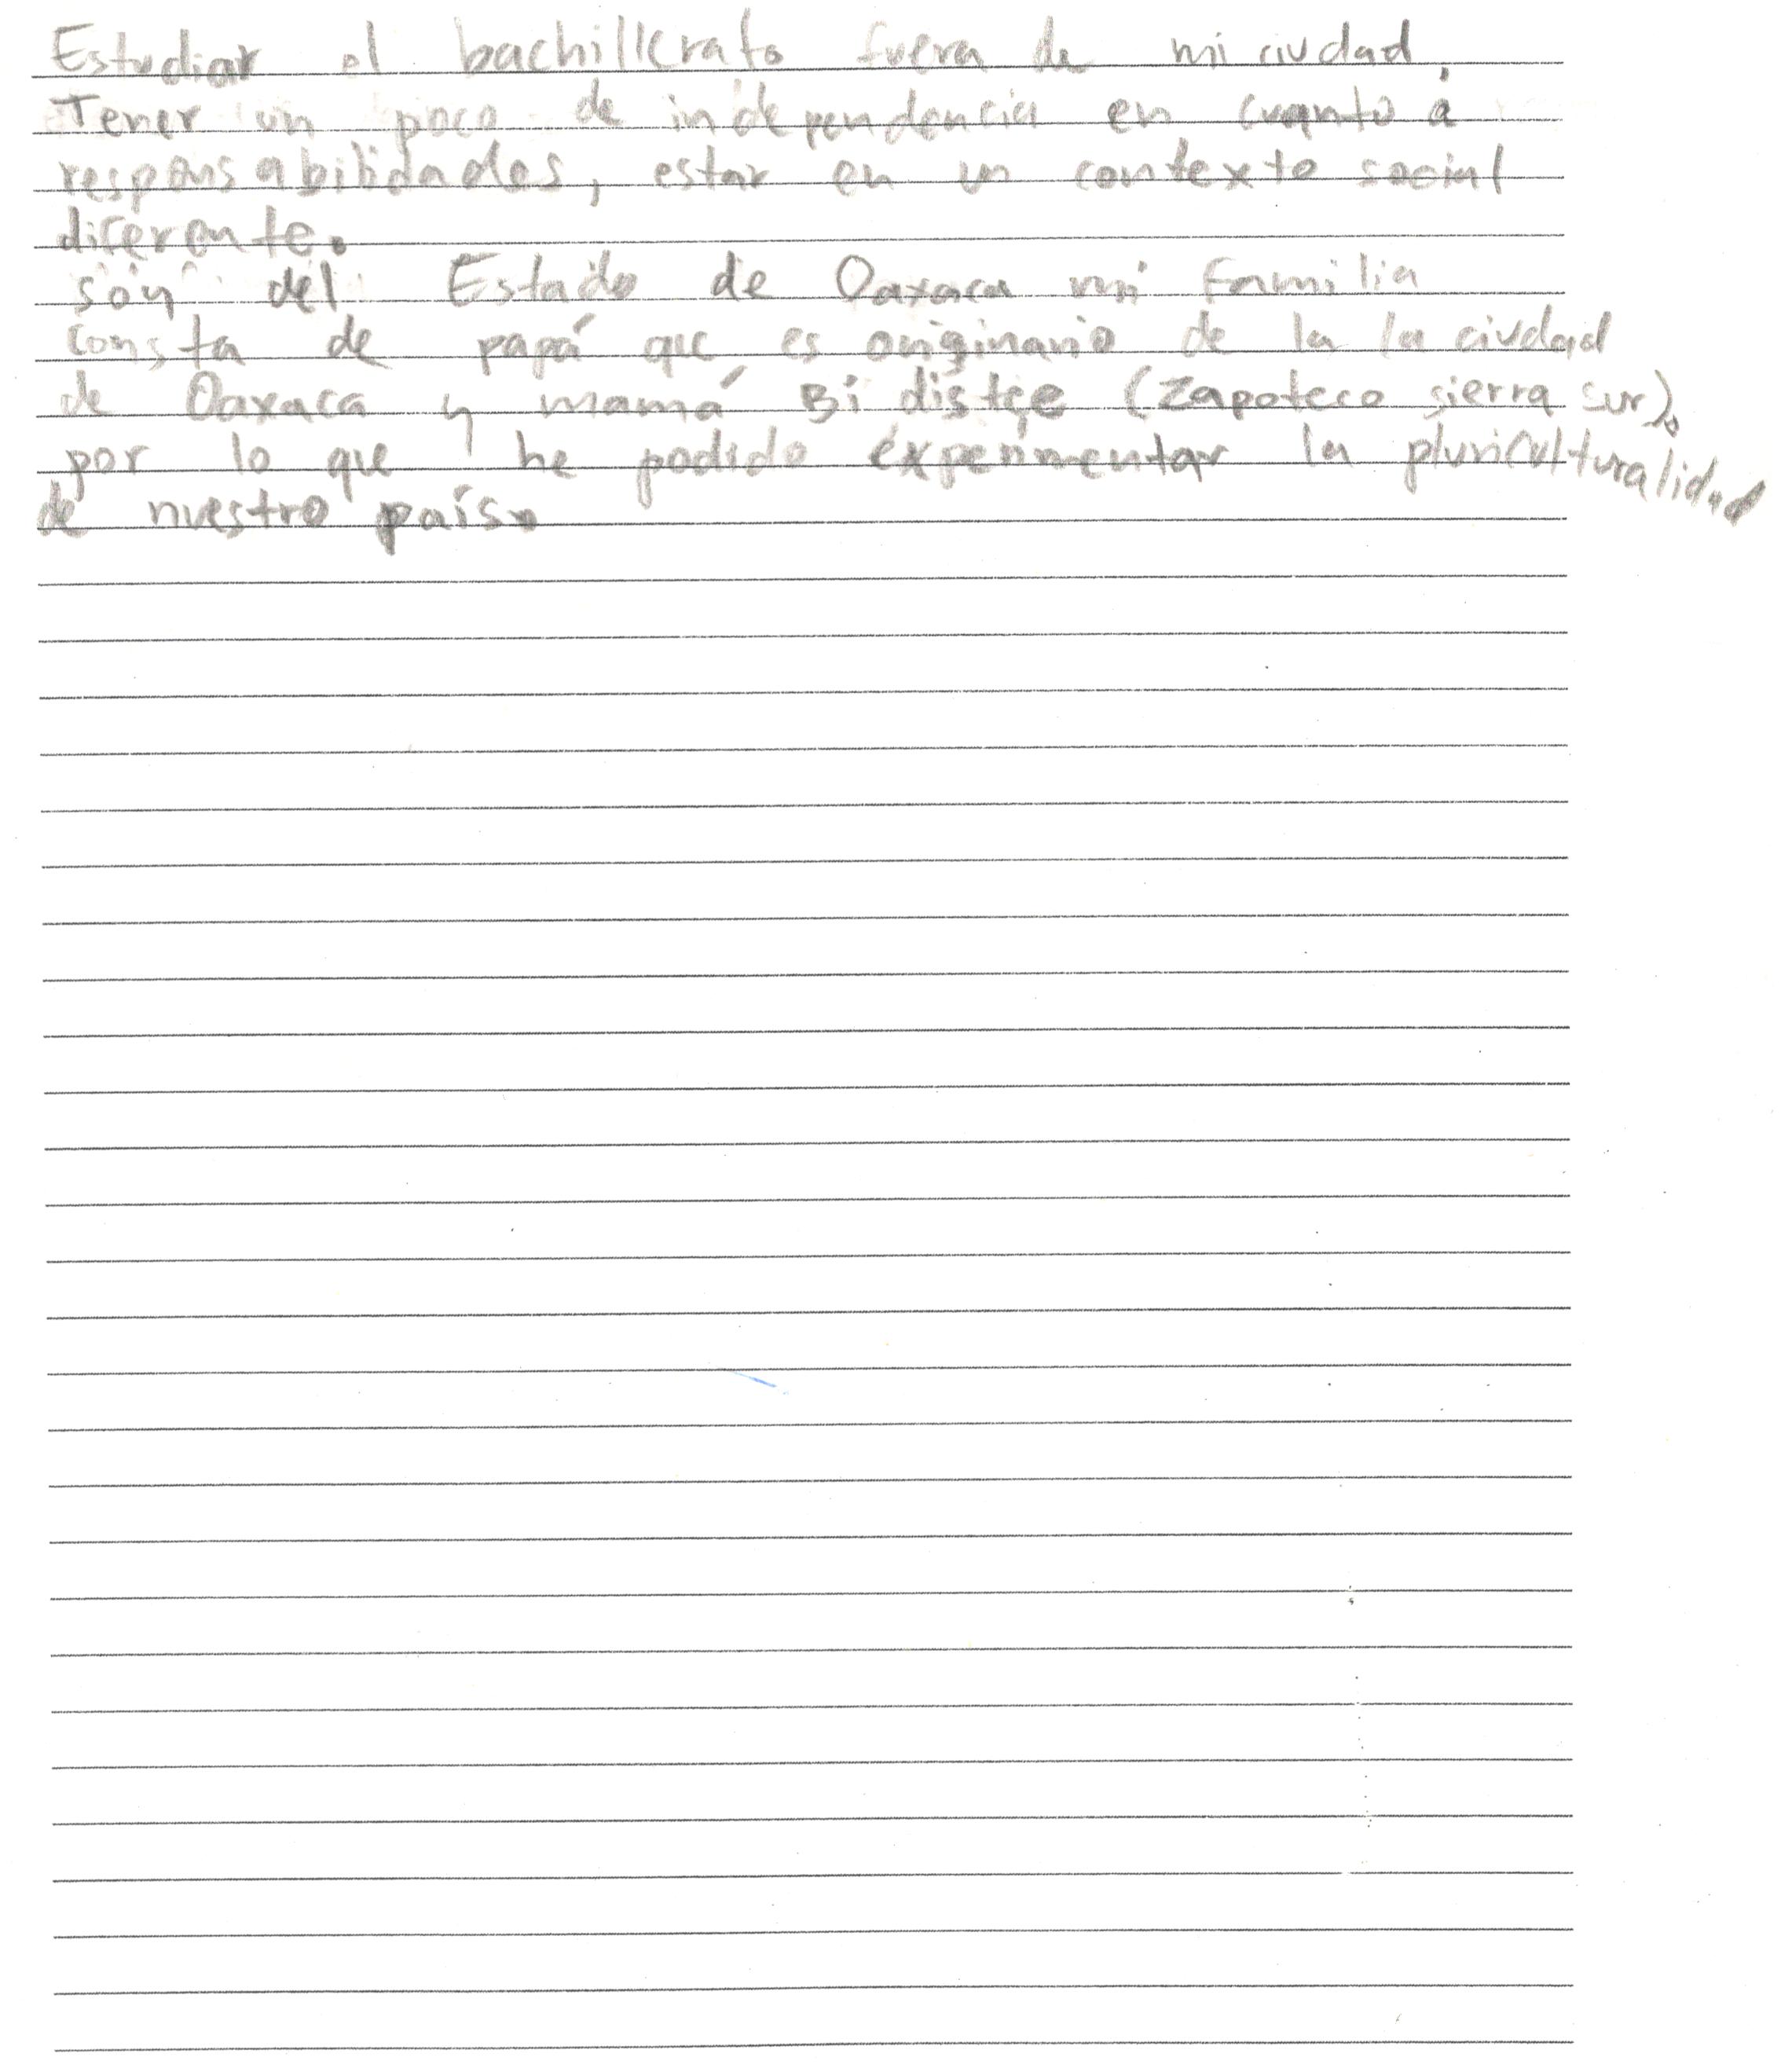 Estudiar el bachillerato fuera de mi ciudad,
Tener un poco de independencia en cuanto a
responsabilidades, estar en un contexto social
diferente.
soy del Estado de Oaxaca mi familia
consta de papá que es originario de la la ciudad
de Oaxaca y mamá Bi distçe (Zapoteco sierra sur),
por lo que he podido experimentar la pluriculturalidad
de nuestro país.